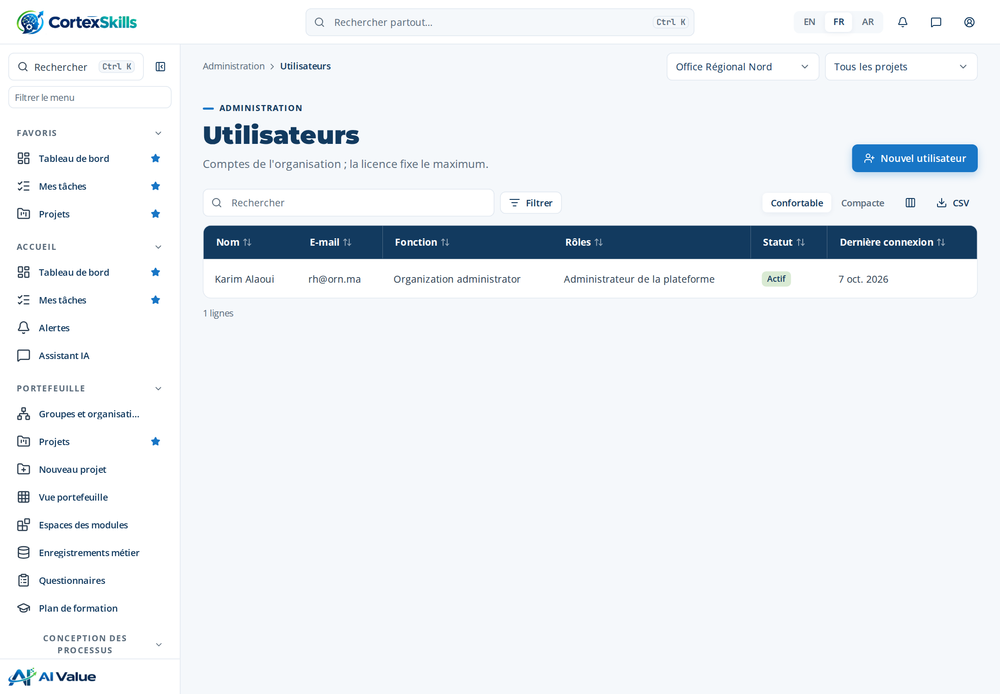 CortexSkills
Rechercher partout...
Ctrl K
EN
FR
AR
Rechercher
Ctrl K
Filtrer le menu
FAVORIS
Tableau de bord
Mes tâches
Projets
ACCUEIL
Tableau de bord
Mes tâches
Alertes
Assistant IA
PORTEFEUILLE
Groupes et organisati...
Projets
Nouveau projet
Vue portefeuille
Espaces des modules
Enregistrements métier
Questionnaires
Plan de formation
CONCEPTION DES
PROCESSUS
AI Value
Administration > Utilisateurs
Office Régional Nord
Tous les projets
ADMINISTRATION
Utilisateurs
Comptes de l'organisation ; la licence fixe le maximum.
Nouvel utilisateur
Rechercher
Filtrer
Confortable
Compacte
CSV
Nom E-mail Fonction Rôles Statut Dernière connexion
Karim Alaoui rh@orn.ma Organization administrator Administrateur de la plateforme Actif 7 oct. 2026
1 lignes